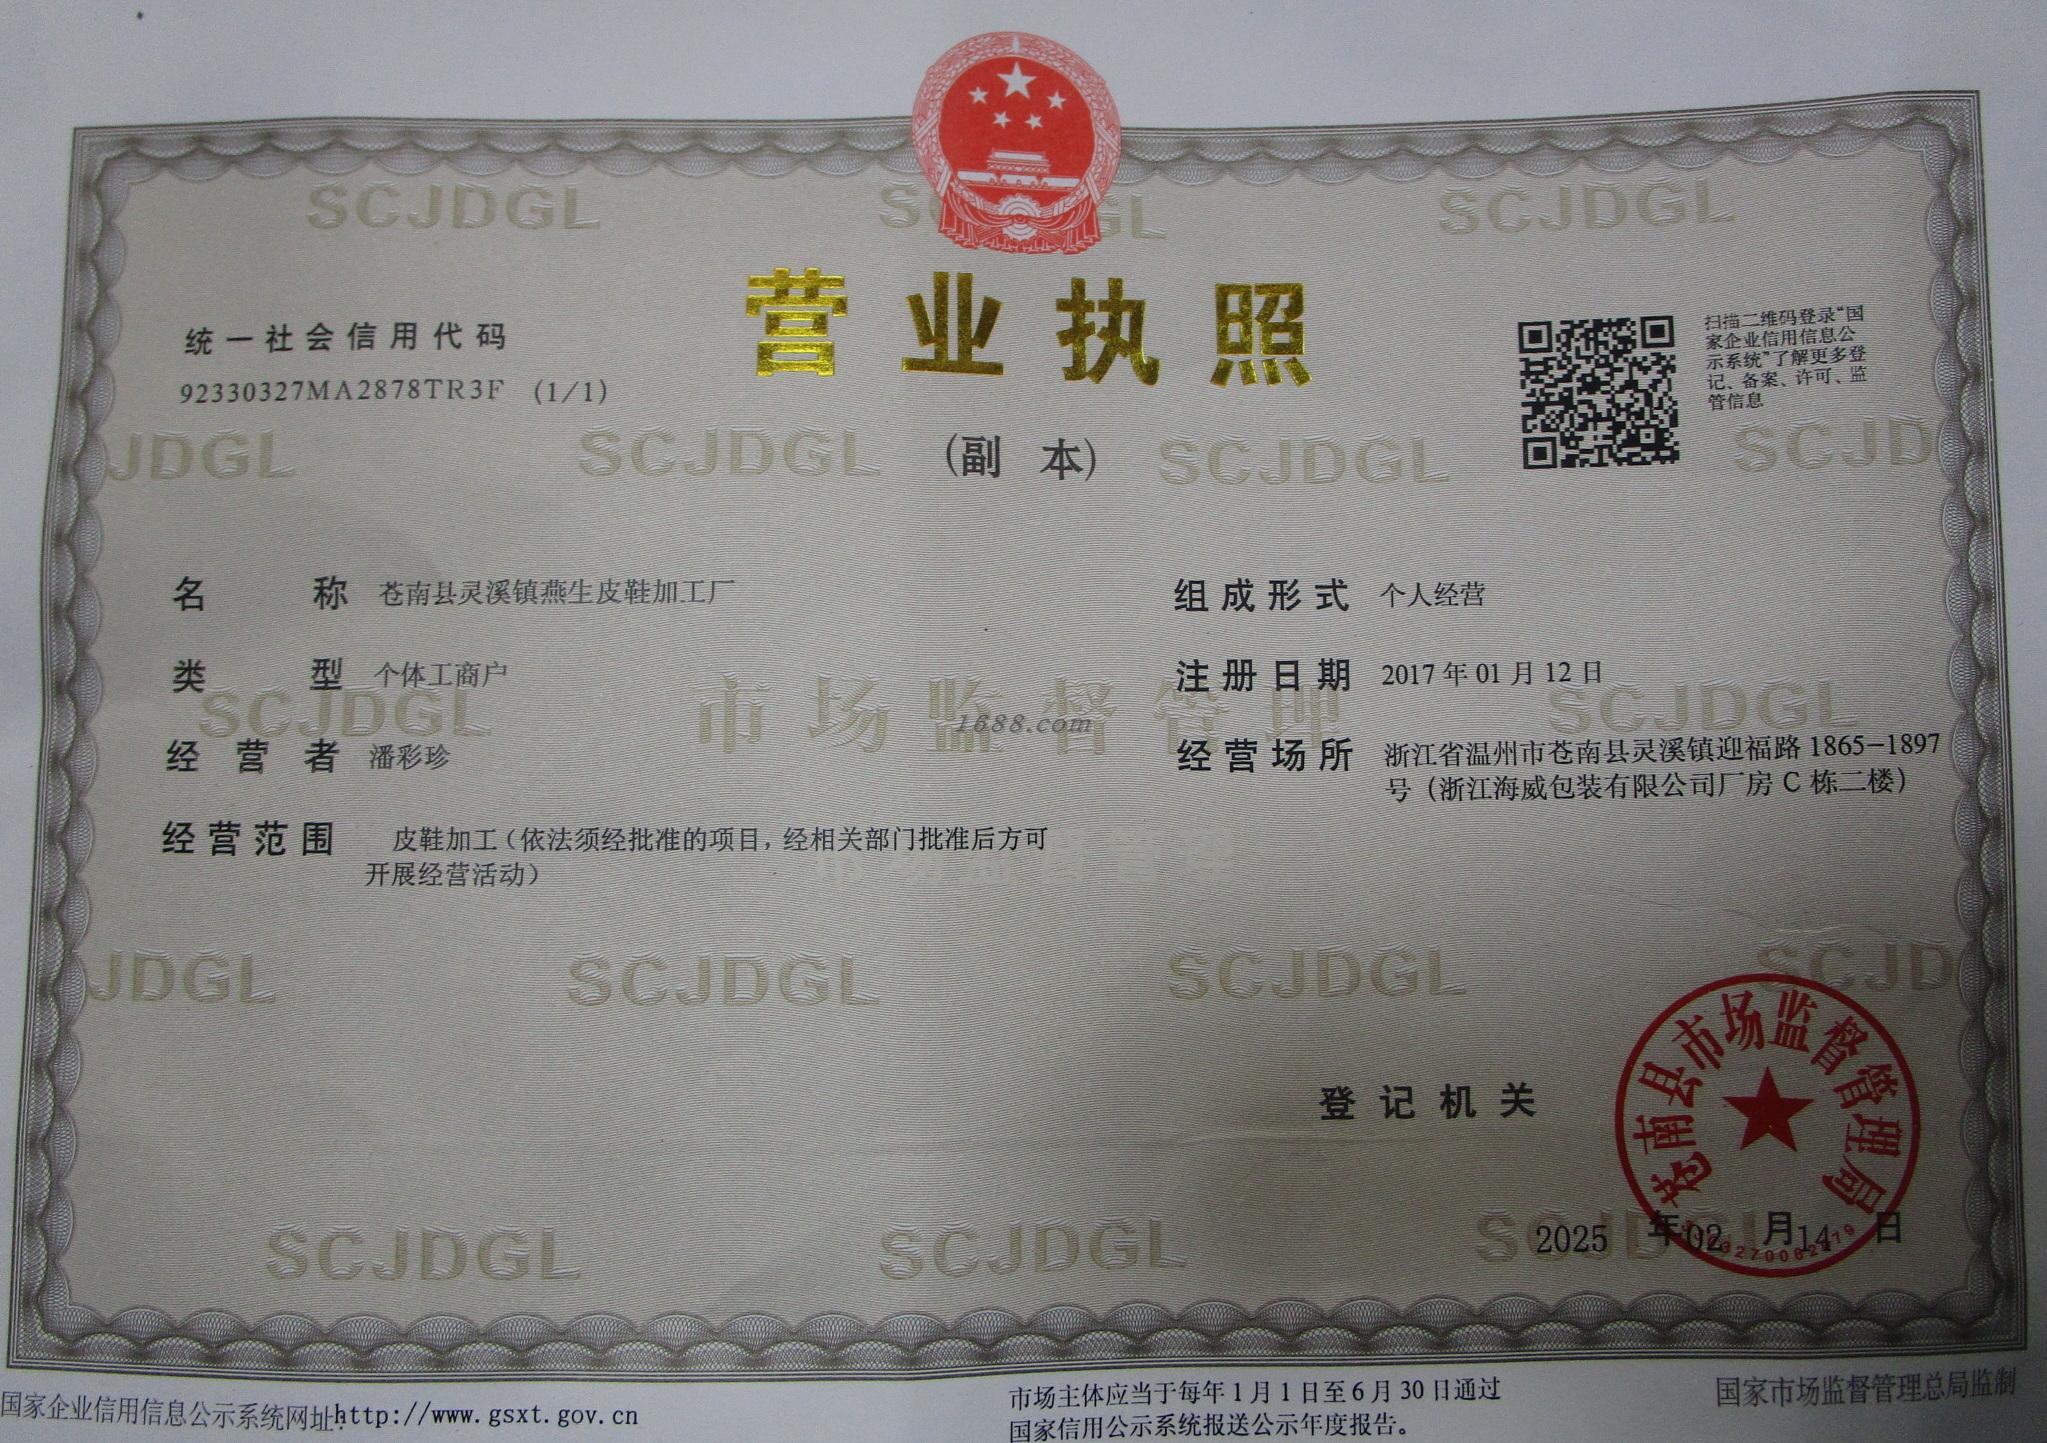 SCJDGL
SCJDGL
营业执照
(副 本)
统一社会信用代码
92330327MA2878TR3F (1/1)
扫描二维码登录“国
家企业信用信息公
示系统”了解更多登
记、备案、许可、监
管信息
JDGL SCJDGL SCJDGL SCJD
名称 苍南县灵溪镇燕生皮鞋加工厂
类型 个体工商户
经营者 潘彩珍
经营范围 皮鞋加工(依法须经批准的项目,经相关部门批准后方可
开展经营活动)
组成形式 个人经营
注册日期 2017年01月12日
经营场所 浙江省温州市苍南县灵溪镇迎福路1865-1897
号(浙江海威包装有限公司厂房C栋二楼)
SCJDGL 市场监督管理 SCJDGL
1688.com
JDGL SCJDGL SCJDGL SCJD
登记机关
苍南县市场监督管理局
2025年02月14日
SCJDGL SCJDGL
国家企业信用信息公示系统网址:http://www.gsxt.gov.cn
市场主体应当于每年1月1日至6月30日通过
国家信用公示系统报送公示年度报告。
国家市场监督管理总局监制